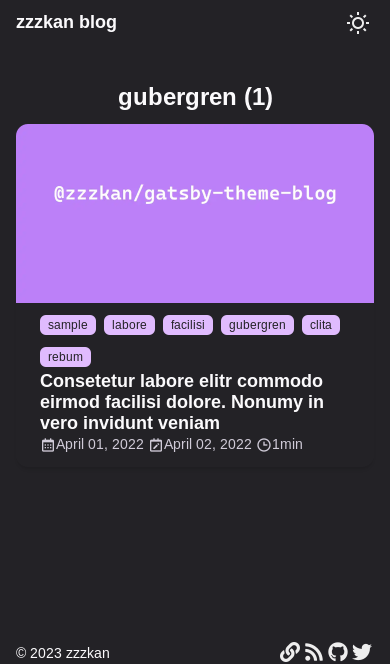 zzzkan blog
gubergren (1)
@zzzkan/gatsby-theme-blog
sample labore facilisi gubergren clita
rebum
Consetetur labore elitr commodo
eirmod facilisi dolore. Nonumy in
vero invidunt veniam
April 01, 2022 April 02, 2022 1min
© 2023 zzzkan